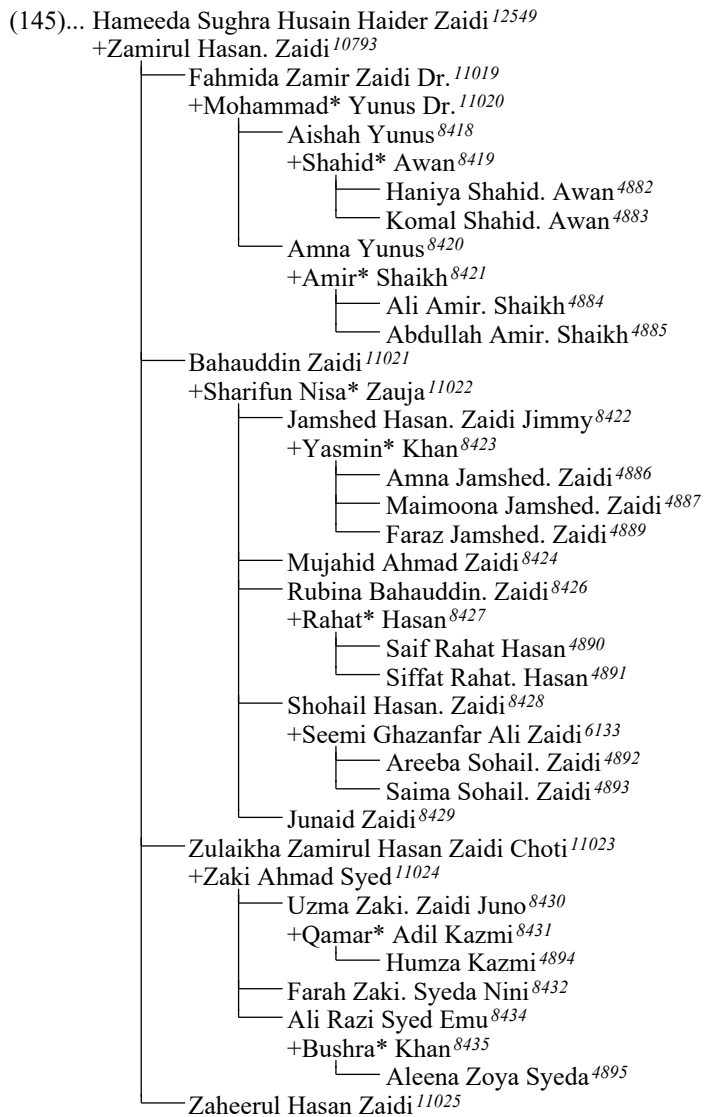 (145)... Hameeda Sughra Husain Haider Zaidi 12549
+Zamirul Hasan. Zaidi 10793
Fahmida Zamir Zaidi Dr. 11019
+Mohammad* Yunus Dr. 11020
Aishah Yunus 8418
+Shahid* Awan 8419
Haniya Shahid. Awan 4882
Komal Shahid. Awan 4883
Amna Yunus 8420
+Amir* Shaikh 8421
Ali Amir. Shaikh 4884
Abdullah Amir. Shaikh 4885
Bahauddin Zaidi 11021
+Sharifun Nisa* Zauja 11022
Jamshed Hasan. Zaidi Jimmy 8422
+Yasmin* Khan 8423
Amna Jamshed. Zaidi 4886
Maimoona Jamshed. Zaidi 4887
Faraz Jamshed. Zaidi 4889
Mujahid Ahmad Zaidi 8424
Rubina Bahauddin. Zaidi 8426
+Rahat* Hasan 8427
Saif Rahat Hasan 4890
Siffat Rahat. Hasan 4891
Shohail Hasan. Zaidi 8428
+Seemi Ghazanfar Ali Zaidi 6133
Areeba Sohail. Zaidi 4892
Saima Sohail. Zaidi 4893
Junaid Zaidi 8429
Zulaikha Zamirul Hasan Zaidi Choti 11023
+Zaki Ahmad Syed 11024
Uzma Zaki. Zaidi Juno 8430
+Qamar* Adil Kazmi 8431
Humza Kazmi 4894
Farah Zaki. Syeda Nini 8432
Ali Razi Syed Emu 8434
+Bushra* Khan 8435
Aleena Zoya Syeda 4895
Zaheerul Hasan Zaidi 11025